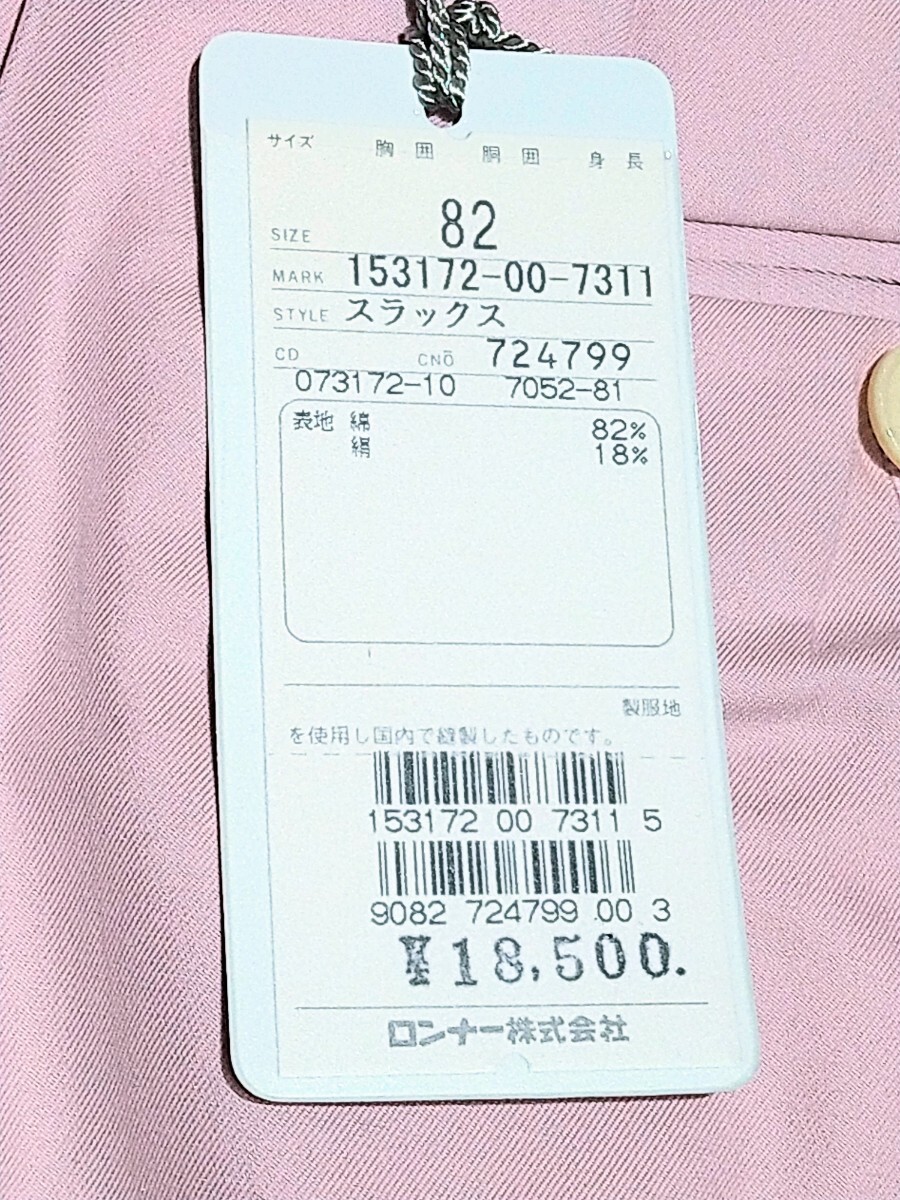 サイズ 胸囲 胴囲 身長
SIZE 82
MARK 153172-00-7311
STYLE スラックス
CD CNO 724799
073172-10 7052-81
表地 綿 82%
絹 18%
製服地
を使用し国内で縫製したものです。
153172 00 7311 5
9082 724799 00 3
¥18,500.
ロンナー株式会社